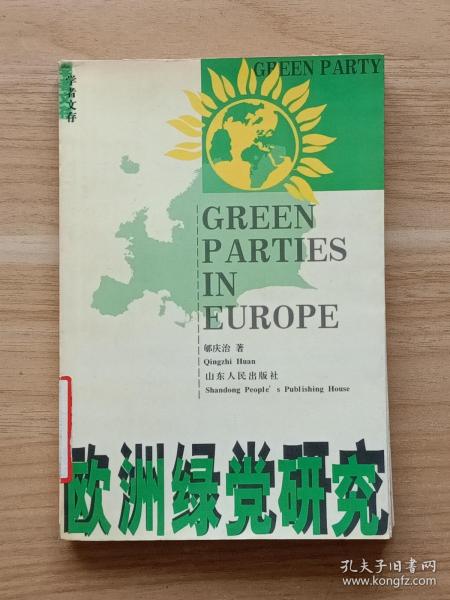 学者文存
GREEN PARTY
GREEN
PARTIES
IN
EUROPE
郇庆治 著
Qingzhi Huan
山东人民出版社
Shandong People's Publishing House
欧洲绿党研究
孔夫子旧书网
www.kongfz.com